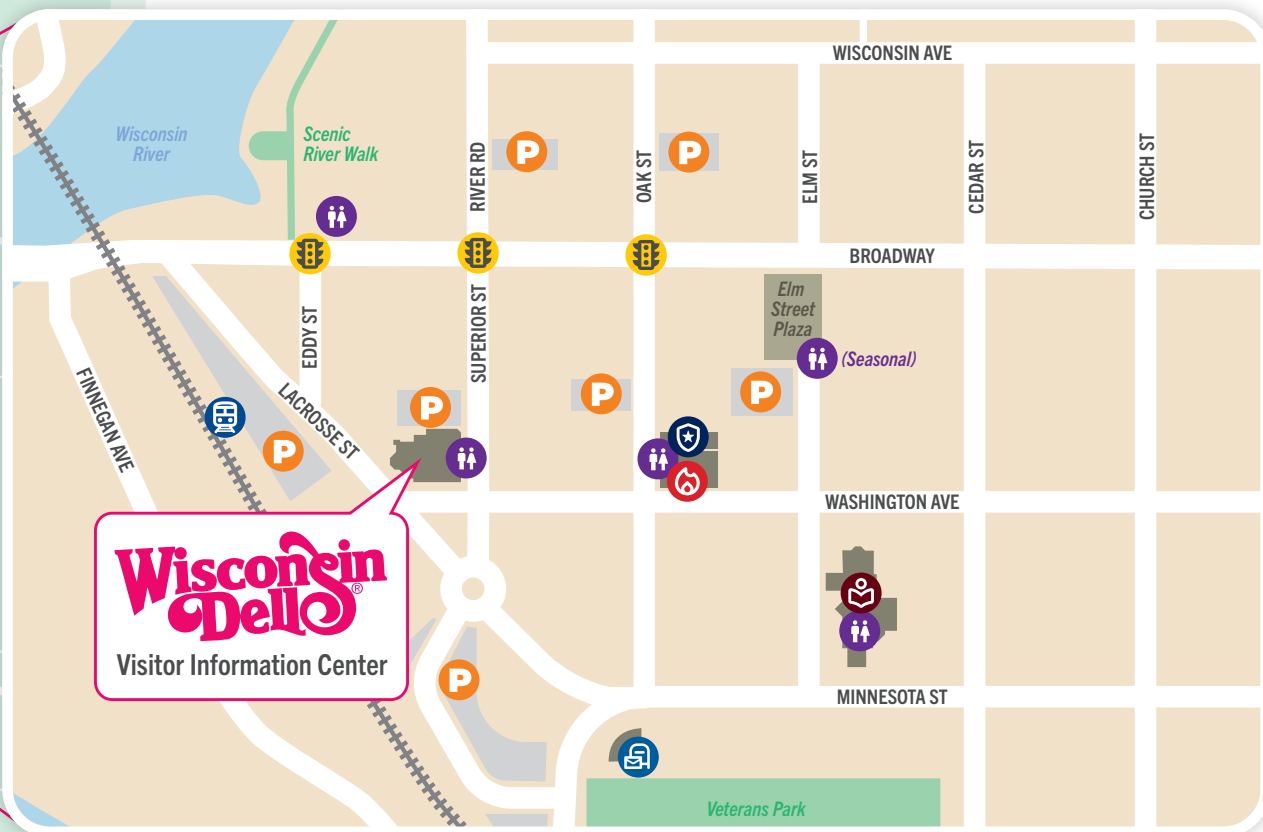 WISCONSIN AVE
Wisconsin
River
Scenic
River Walk
P
P
RIVER RD
OAK ST
ELM ST
CEDAR ST
CHURCH ST
BROADWAY
Elm
Street
Plaza
(Seasonal)
EDDY ST
SUPERIOR ST
FINNEGAN AVE
LACROSSE ST
P
P
P
P
WASHINGTON AVE
Wisconsin
Dells®
Visitor Information Center
P
MINNESOTA ST
Veterans Park